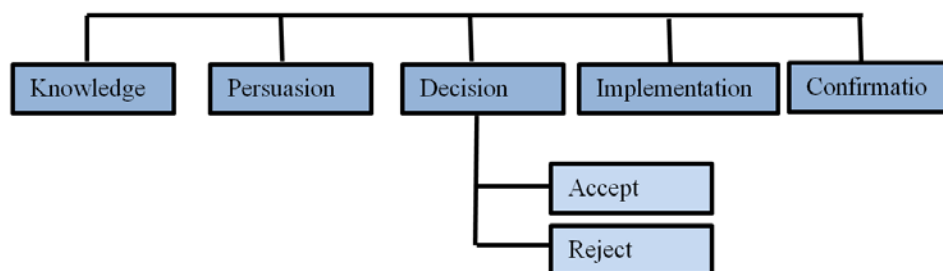 Knowledge
Persuasion
Decision
Implementation
Confirmatio
Accept
Reject